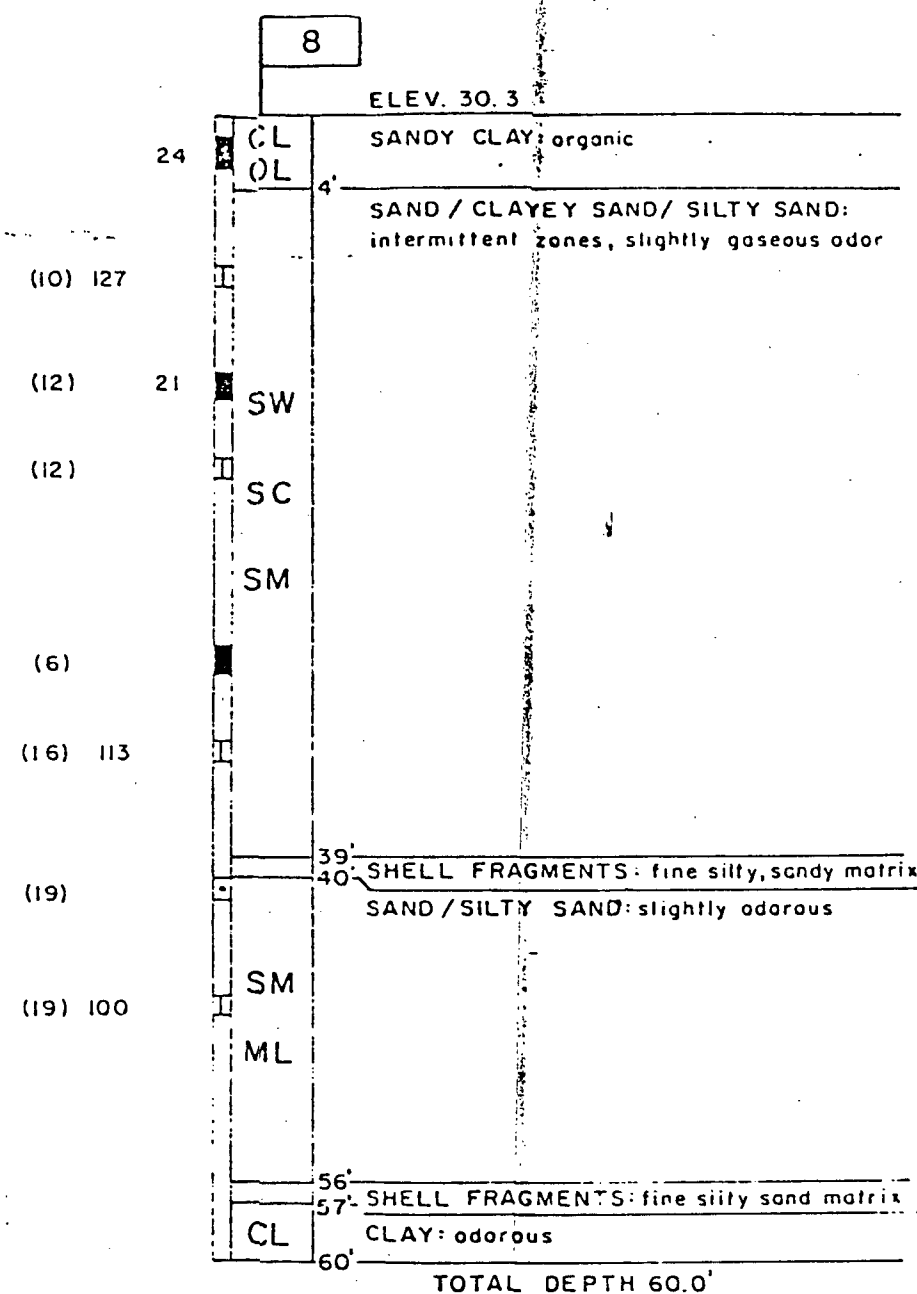 8
ELEV. 30.3
CL
OL
SANDY CLAY: organic
24
4'
SAND / CLAYEY SAND / SILTY SAND:
intermittent zones, slightly gaseous odor
(10) 127
(12) 21
SW
(12)
SC
SM
(6)
(16) 113
39'
SHELL FRAGMENTS: fine silty, sandy matrix
40'
(19)
SAND / SILTY SAND: slightly odorous
SM
(19) 100
ML
56'
SHELL FRAGMENTS: fine silty sand matrix
57'
CL
CLAY: odorous
60'
TOTAL DEPTH 60.0'